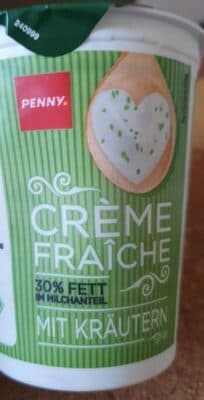 240999
PENNY.
CRÈME
FRAÎCHE
30% FETT
IM MILCHANTEIL
MIT KRÄUTERN